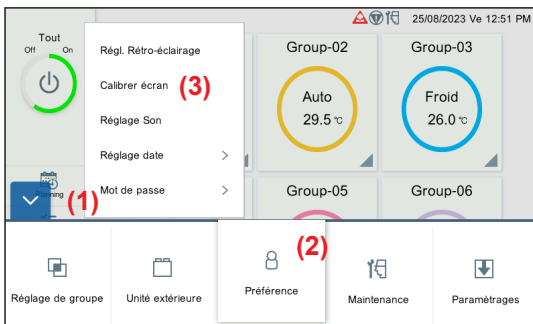 25/08/2023 Ve 12:51 PM
Tout
Off On
Régl. Rétro-éclairage
Calibrer écran (3)
Réglage Son
Réglage date >
Mot de passe >
Group-02
Auto
29.5 °C
Group-03
Froid
26.0 °C
Planning
(1)
Group-05
Group-06
(2)
Réglage de groupe
Unité extérieure
Préférence
Maintenance
Paramètrages